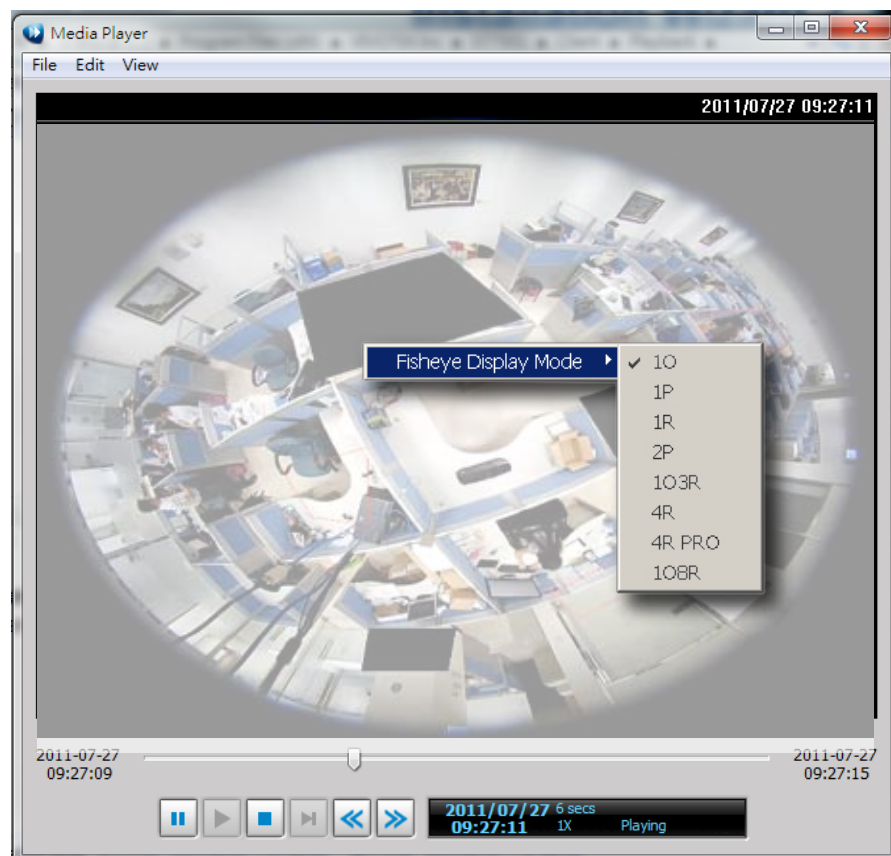 Media Player
File Edit View
2011/07/27 09:27:11
Fisheye Display Mode
1O
1P
1R
2P
1O3R
4R
4R PRO
1O8R
2011-07-27
09:27:09
2011-07-27
09:27:15
2011/07/27 6 secs
09:27:11 1X Playing